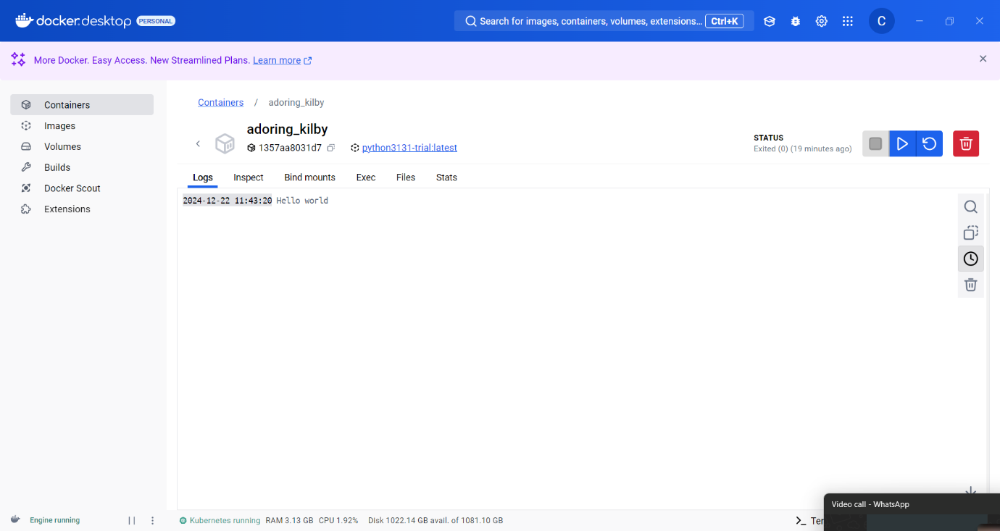 docker.desktop PERSONAL
Search for images, containers, volumes, extensions... Ctrl+K
C
More Docker. Easy Access. New Streamlined Plans. Learn more
Containers
Images
Volumes
Builds
Docker Scout
Extensions
Containers / adoring_kilby
adoring_kilby
1357aa8031d7 python3131-trial:latest
STATUS
Exited (0) (19 minutes ago)
Logs Inspect Bind mounts Exec Files Stats
2024-12-22 11:43:20 Hello world
Video call - WhatsApp
Engine running
Kubernetes running RAM 3.13 GB CPU 1.92% Disk 1022.14 GB avail. of 1081.10 GB
>_ Ter